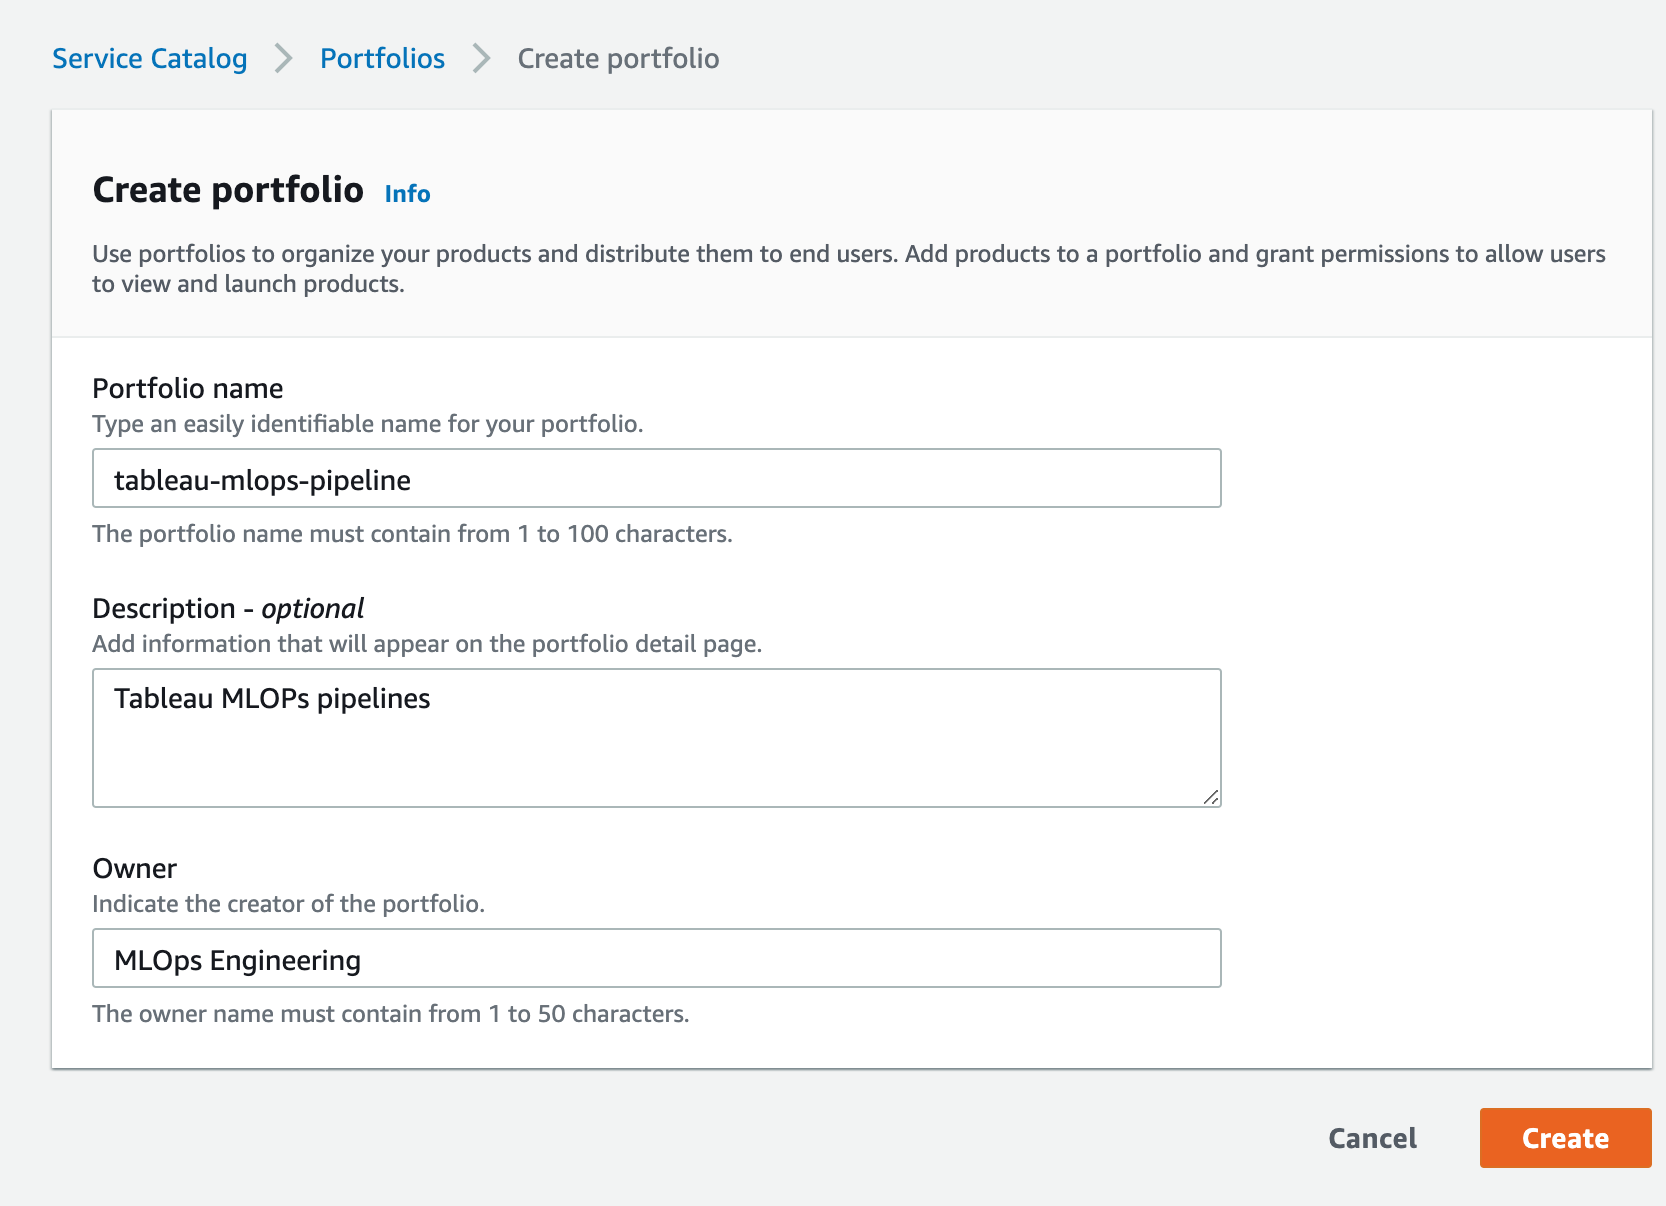 Service Catalog > Portfolios > Create portfolio
Create portfolio Info
Use portfolios to organize your products and distribute them to end users. Add products to a portfolio and grant permissions to allow users
to view and launch products.
Portfolio name
Type an easily identifiable name for your portfolio.
tableau-mlops-pipeline
The portfolio name must contain from 1 to 100 characters.
Description - optional
Add information that will appear on the portfolio detail page.
Tableau MLOPs pipelines
Owner
Indicate the creator of the portfolio.
MLOps Engineering
The owner name must contain from 1 to 50 characters.
Cancel Create